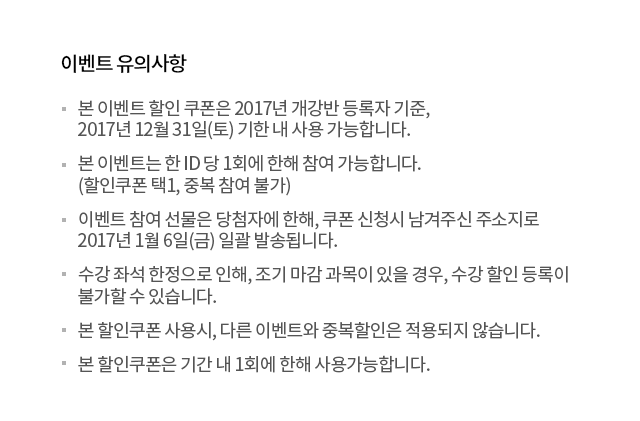 이벤트 유의사항
본 이벤트 할인 쿠폰은 2017년 개강반 등록자 기준,
2017년 12월 31일(토) 기한 내 사용 가능합니다.
본 이벤트는 한 ID 당 1회에 한해 참여 가능합니다.
(할인쿠폰 택1, 중복 참여 불가)
이벤트 참여 선물은 당첨자에 한해, 쿠폰 신청시 남겨주신 주소지로
2017년 1월 6일(금) 일괄 발송됩니다.
수강 좌석 한정으로 인해, 조기 마감 과목이 있을 경우, 수강 할인 등록이
불가할 수 있습니다.
본 할인쿠폰 사용시, 다른 이벤트와 중복할인은 적용되지 않습니다.
본 할인쿠폰은 기간 내 1회에 한해 사용가능합니다.